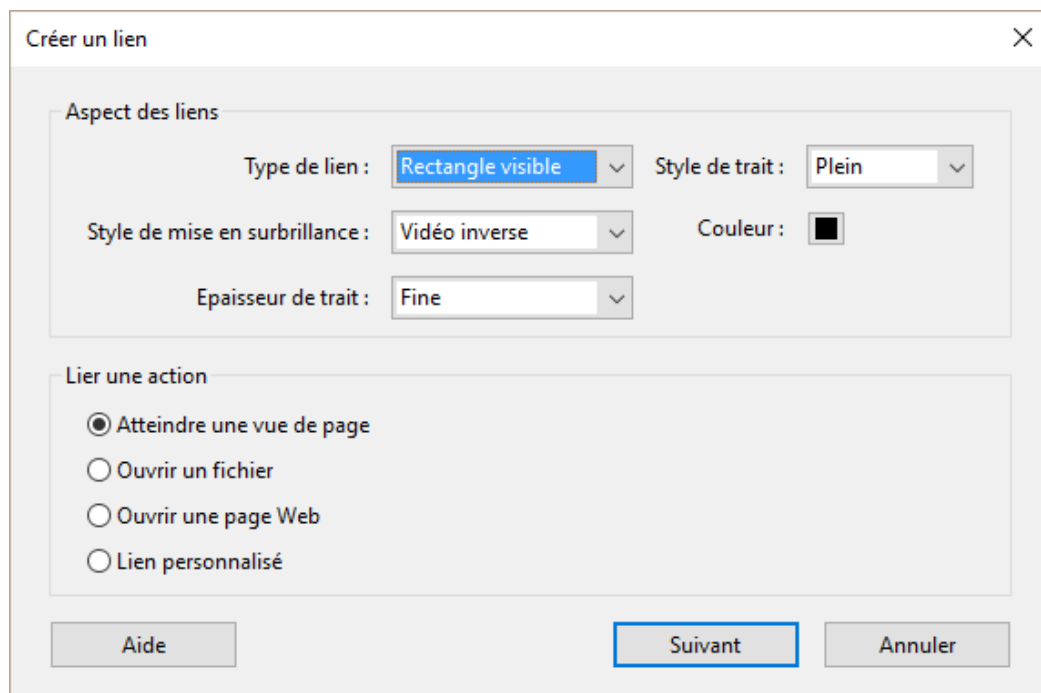 Créer un lien
Aspect des liens
Type de lien : Rectangle visible Style de trait : Plein
Style de mise en surbrillance : Vidéo inverse Couleur :
Epaisseur de trait : Fine
Lier une action
Atteindre une vue de page
Ouvrir un fichier
Ouvrir une page Web
Lien personnalisé
Aide Suivant Annuler